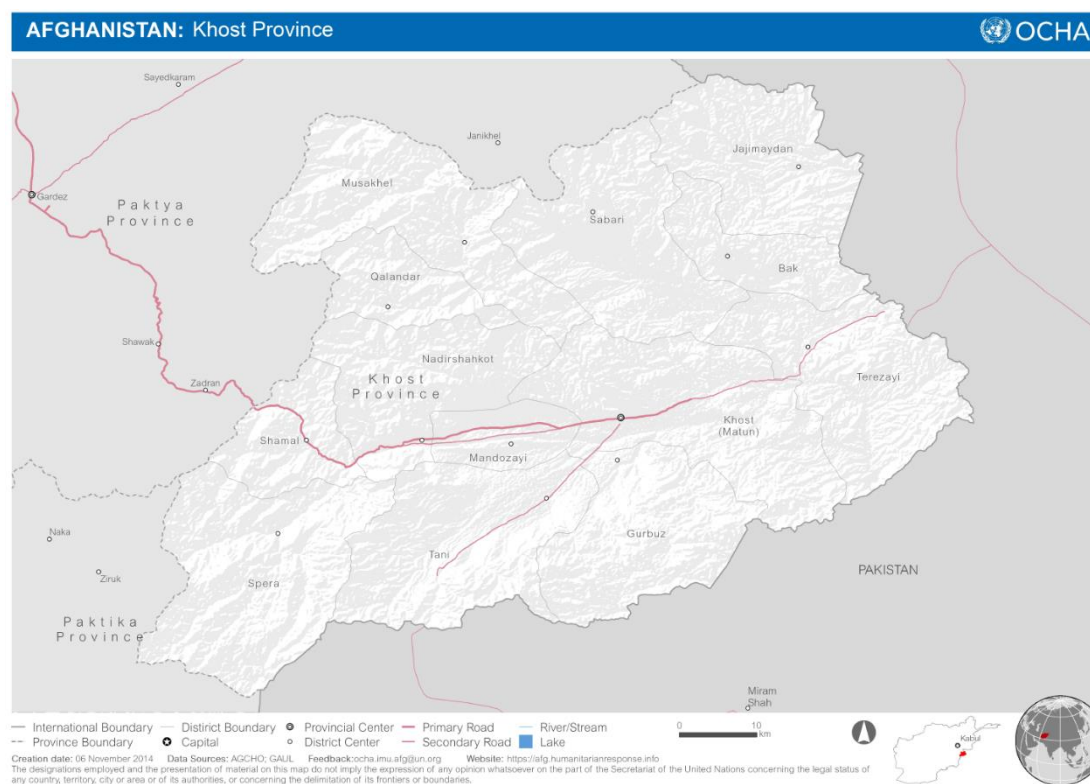 AFGHANISTAN: Khost Province
OCHA
Sayedkaram
Janikhel
Jajimaydan
Musakhel
Gardez
Paktya
Province
Sabari
Bak
Qalandar
Shawak
Nadirshahkot
Zadran
Khost
Province
Terezayi
Khost
(Matun)
Shamal
Mandozayi
Gurbuz
Naka
Tani
Ziruk
Spera
PAKISTAN
Paktika
Province
Miram
Shah
International Boundary
Distirict Boundary
Provincial Center
Primary Road
River/Stream
Province Boundary
Capital
District Center
Secondary Road
Lake
0 10
km
Kabul
Creation date: 06 November 2014 Data Sources: AGCHO; GAUL Feedback:ocha.imu.afg@un.org Website: https://afg.humanitarianresponse.info
The designations employed and the presentation of material on this map do not imply the expression of any opinion whatsoever on the part of the Secretariat of the United Nations concerning the legal status of
any country, territory, city or area or of its authorities, or concerning the delimitation of its frontiers or boundaries.